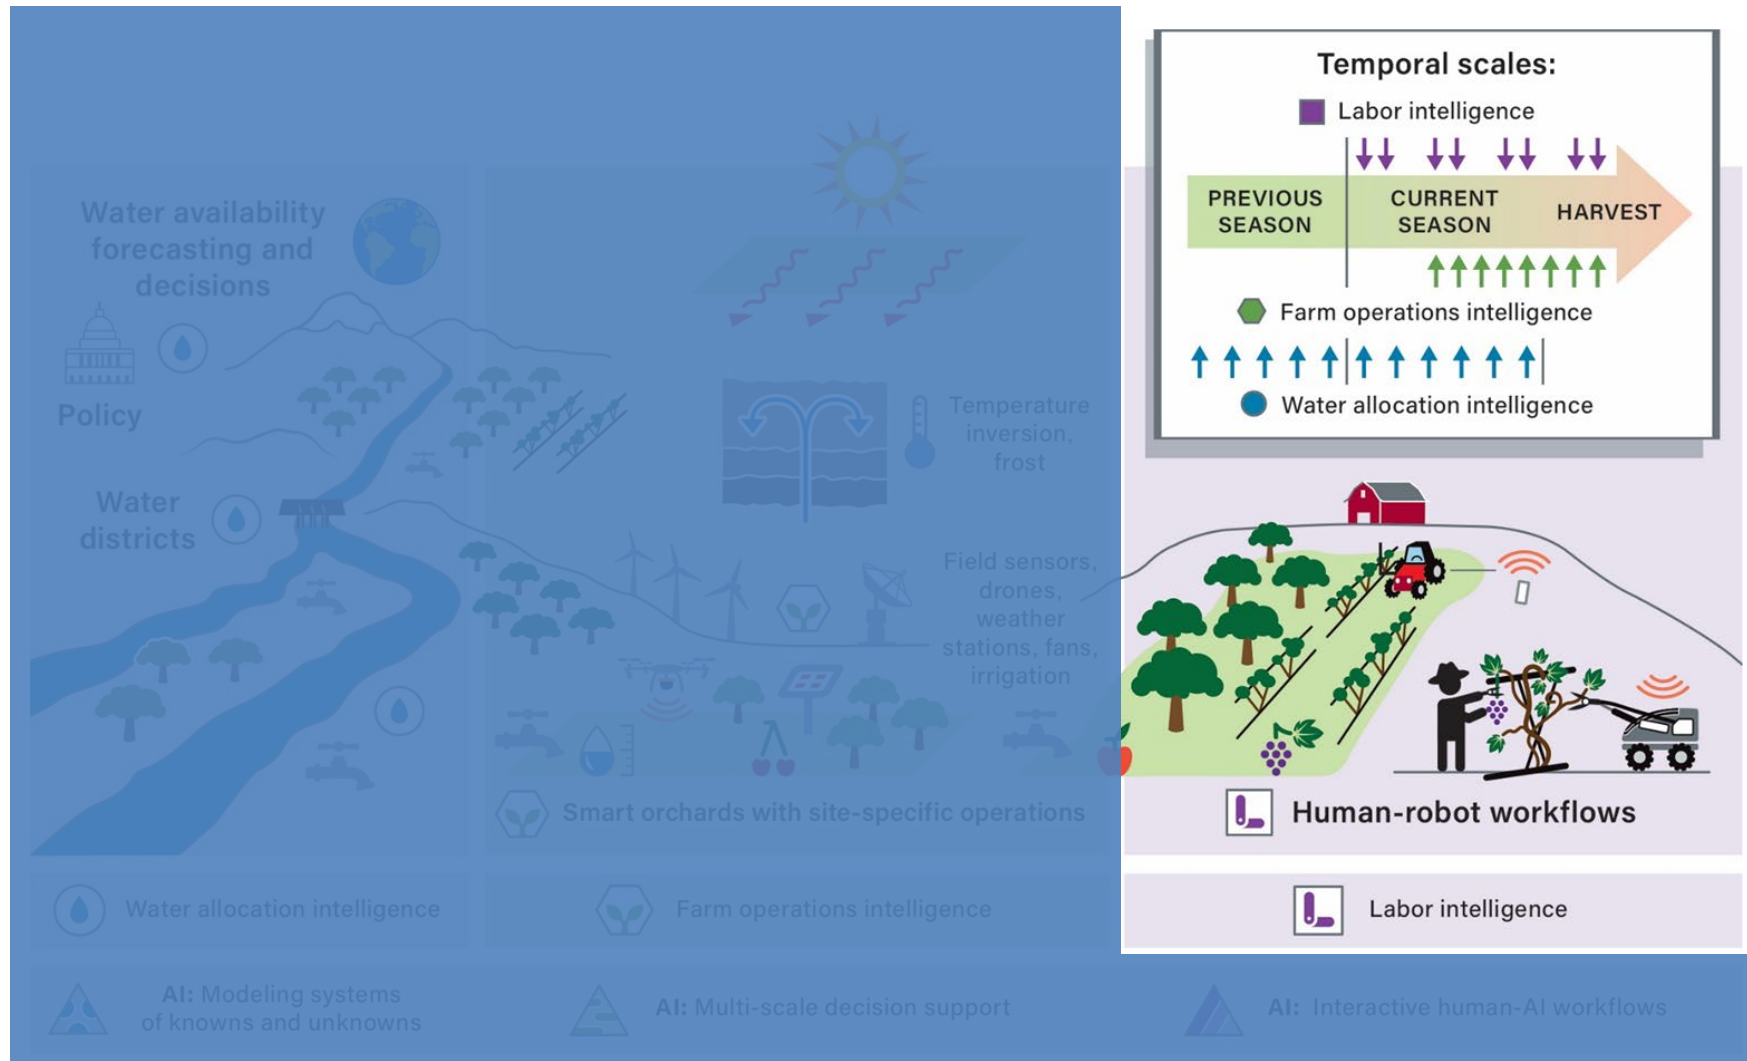 Temporal scales:
Labor intelligence
PREVIOUS
SEASON
CURRENT
SEASON
HARVEST
Farm operations intelligence
Water allocation intelligence
Water availability
forecasting and
decisions
Policy
Water
districts
Temperature
inversion,
frost
Field sensors,
drones,
weather
stations, fans,
irrigation
Smart orchards with site-specific operations
Human-robot workflows
Water allocation intelligence
Farm operations intelligence
Labor intelligence
AI: Modeling systems
of knowns and unknowns
AI: Multi-scale decision support
AI: Interactive human-AI workflows